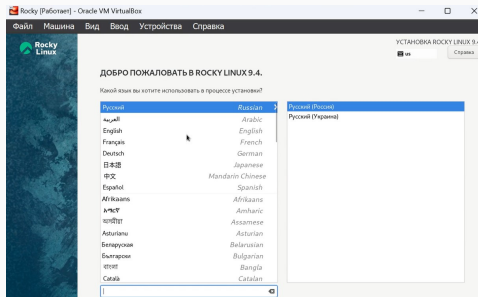 Rocky [Работает] - Oracle VM VirtualBox
Файл Машина Вид Ввод Устройства Справка
Rocky
Linux
УСТАНОВКА ROCKY LINUX 9.4
us
Справка
ДОБРО ПОЖАЛОВАТЬ В ROCKY LINUX 9.4.
Какой язык вы хотите использовать в процессе установки?
Русский Russian
العربية Arabic
English English
Français French
Deutsch German
日本語 Japanese
中文 Mandarin Chinese
Español Spanish
Afrikaans Afrikaans
አማርኛ Amharic
অসমীয়া Assamese
Asturianu Asturian
Беларуская Belarusian
Български Bulgarian
বাংলা Bangla
Català Catalan
Русский (Россия)
Русский (Украина)